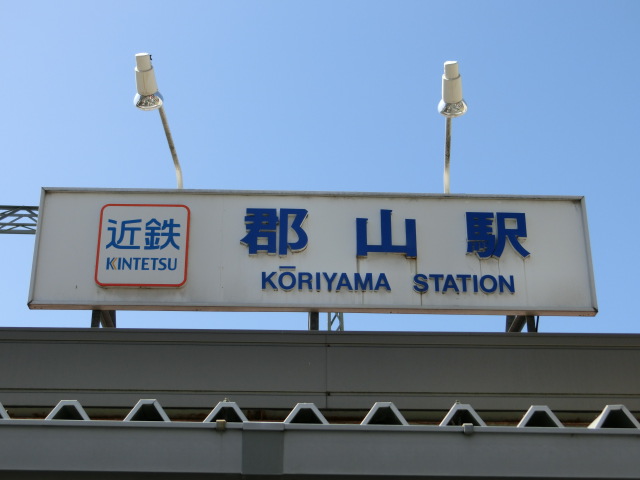 近鉄
KINTETSU
郡山駅
KŌRIYAMA STATION